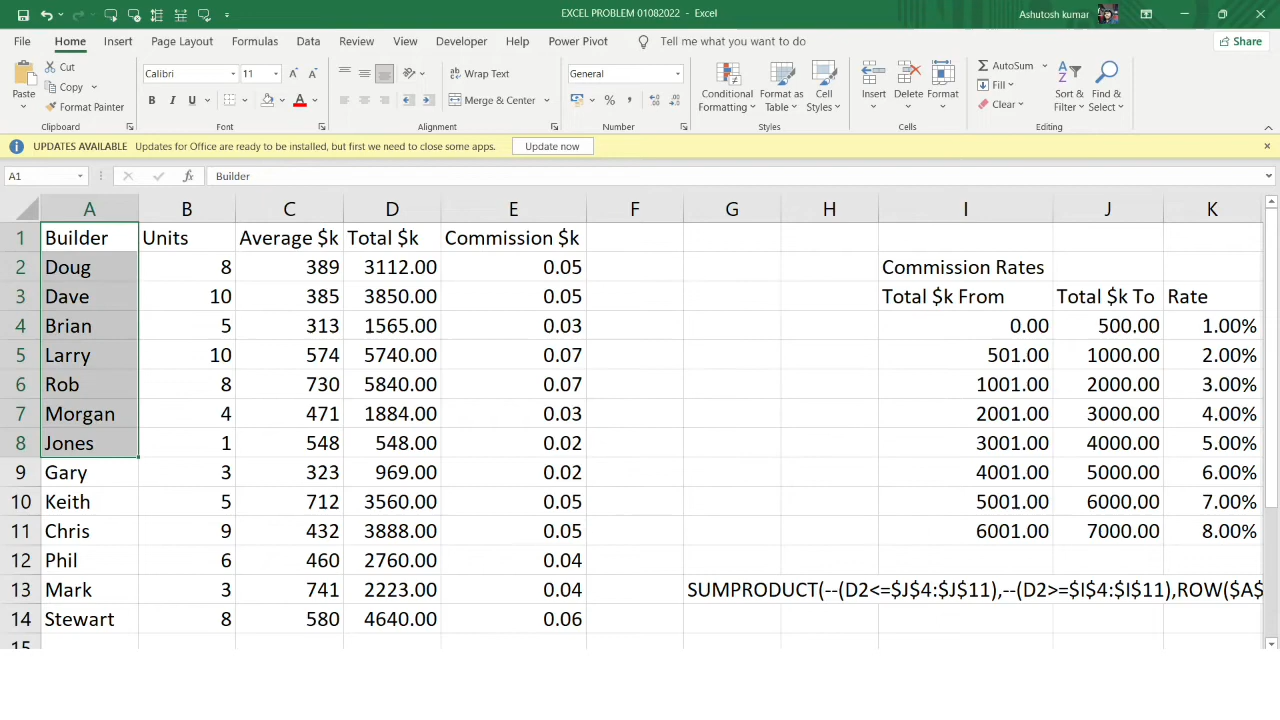 EXCEL PROBLEM 01082022 - Excel
Ashutosh kumar
File Home Insert Page Layout Formulas Data Review View Developer Help Power Pivot Tell me what you want to do Share
Paste
Cut
Copy
Format Painter
Clipboard
Calibri 11
B I U
Font
Wrap Text
Merge & Center
Alignment
General
Number
Conditional Formatting
Format as Table
Cell Styles
Styles
Insert Delete Format
Cells
AutoSum
Fill
Clear
Sort & Filter
Find & Select
Editing
UPDATES AVAILABLE Updates for Office are ready to be installed, but first we need to close some apps. Update now
A1 fx Builder
A B C D E F G H I J K
1 Builder Units Average $k Total $k Commission $k
2 Doug 8 389 3112.00 0.05 Commission Rates
3 Dave 10 385 3850.00 0.05 Total $k From Total $k To Rate
4 Brian 5 313 1565.00 0.03 0.00 500.00 1.00%
5 Larry 10 574 5740.00 0.07 501.00 1000.00 2.00%
6 Rob 8 730 5840.00 0.07 1001.00 2000.00 3.00%
7 Morgan 4 471 1884.00 0.03 2001.00 3000.00 4.00%
8 Jones 1 548 548.00 0.02 3001.00 4000.00 5.00%
9 Gary 3 323 969.00 0.02 4001.00 5000.00 6.00%
10 Keith 5 712 3560.00 0.05 5001.00 6000.00 7.00%
11 Chris 9 432 3888.00 0.05 6001.00 7000.00 8.00%
12 Phil 6 460 2760.00 0.04
13 Mark 3 741 2223.00 0.04 SUMPRODUCT(--(D2<=$J$4:$J$11),--(D2>=$I$4:$I$11),ROW($A$
14 Stewart 8 580 4640.00 0.06
15